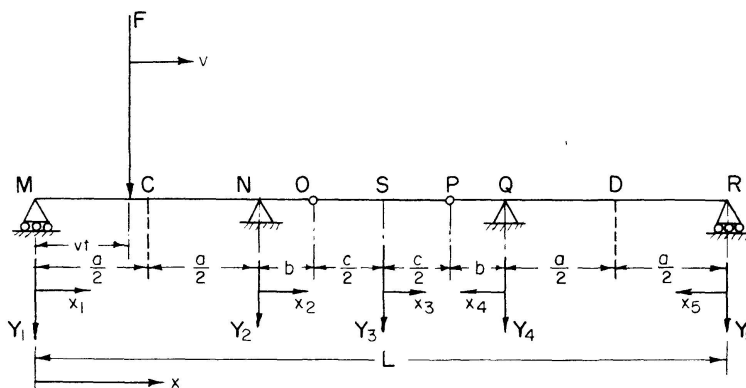 F
v
M C N O S P Q D R
vt
a/2 a/2 b c/2 c/2 b a/2 a/2
x₁ x₂ x₃ x₄ x₅
Y₁ Y₂ Y₃ Y₄ Y
L
x